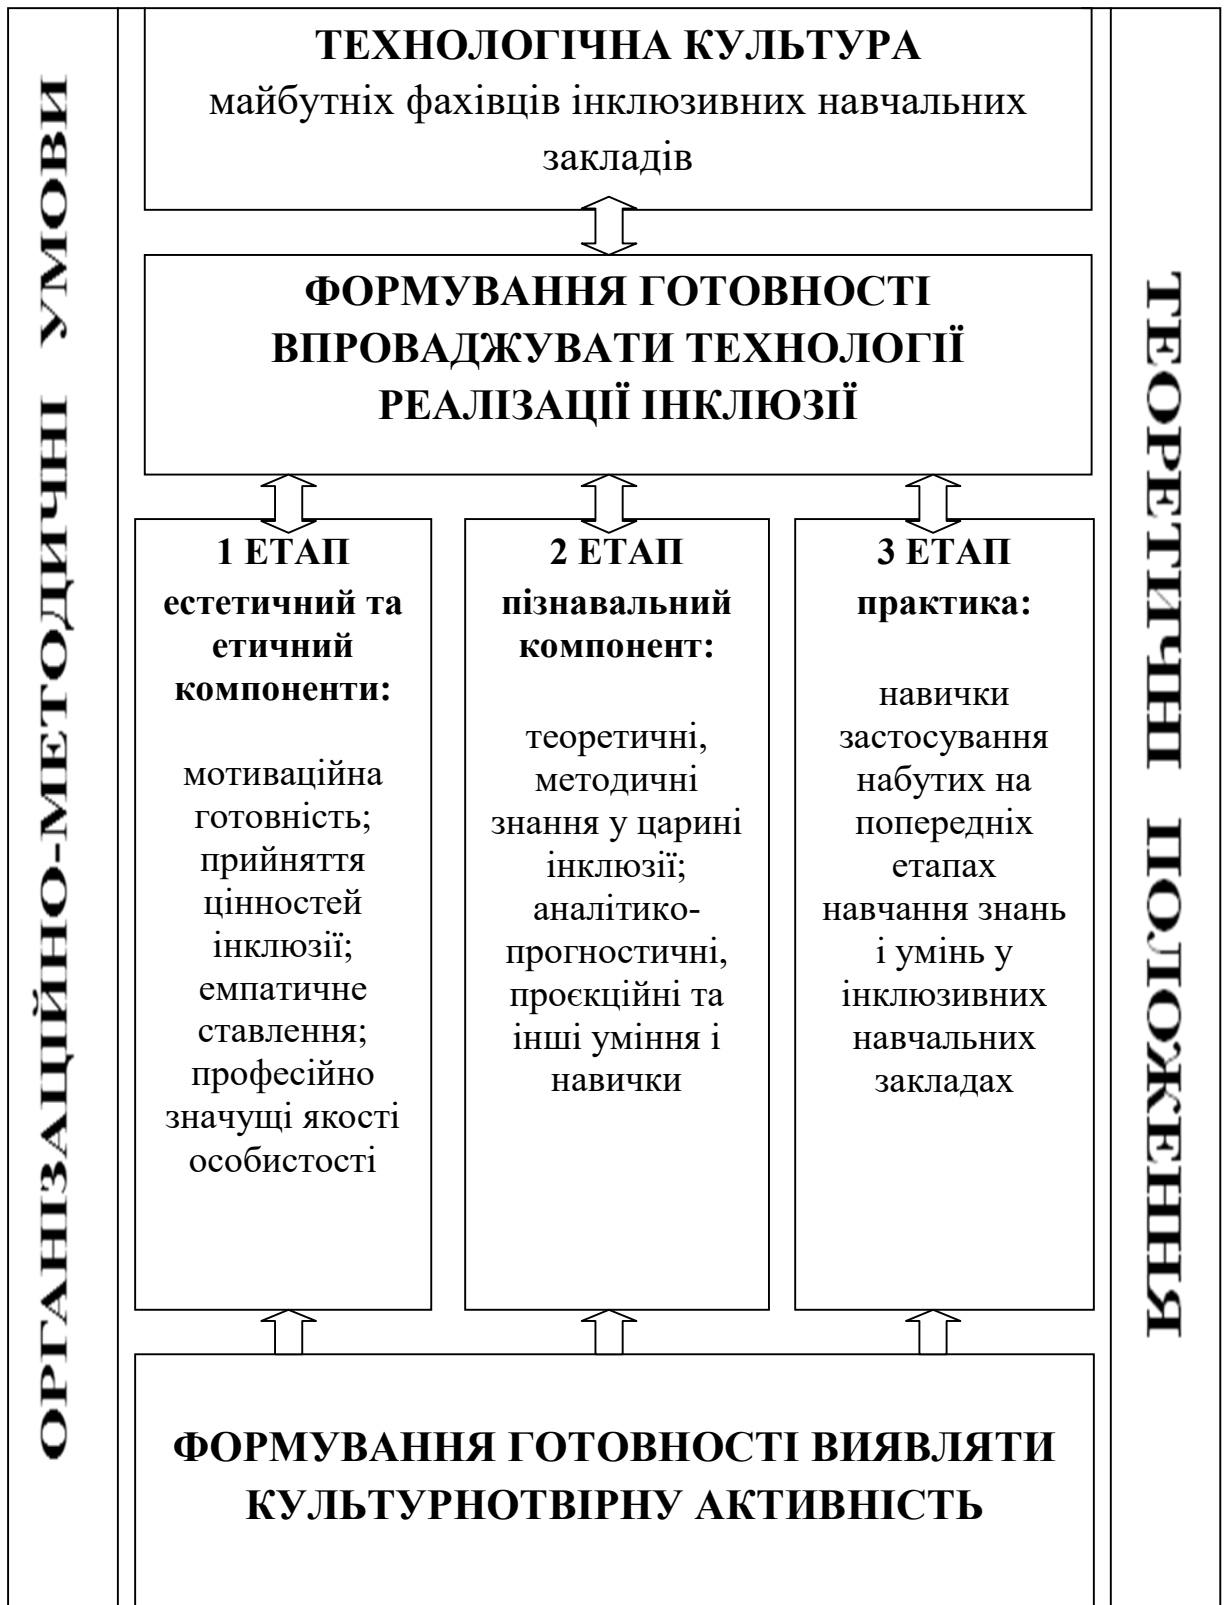 ОРГАНІЗАЦІЙНО-МЕТОДИЧНІ УМОВИ
ТЕХНОЛОГІЧНА КУЛЬТУРА
майбутніх фахівців інклюзивних навчальних
закладів
ФОРМУВАННЯ ГОТОВНОСТІ
ВПРОВАДЖУВАТИ ТЕХНОЛОГІЇ
РЕАЛІЗАЦІЇ ІНКЛЮЗІЇ
1 ЕТАП
естетичний та
етичний
компоненти:
мотиваційна
готовність;
прийняття
цінностей
інклюзії;
емпатичне
ставлення;
професійно
значущі якості
особистості
2 ЕТАП
пізнавальний
компонент:
теоретичні,
методичні
знання у царині
інклюзії;
аналітико-
прогностичні,
проєкційні та
інші уміння і
навички
3 ЕТАП
практика:
навички
застосування
набутих на
попередніх
етапах
навчання знань
і умінь у
інклюзивних
навчальних
закладах
ФОРМУВАННЯ ГОТОВНОСТІ ВИЯВЛЯТИ
КУЛЬТУРНОТВІРНУ АКТИВНІСТЬ
ТЕОРЕТИЧНІ ПОЛОЖЕННЯ